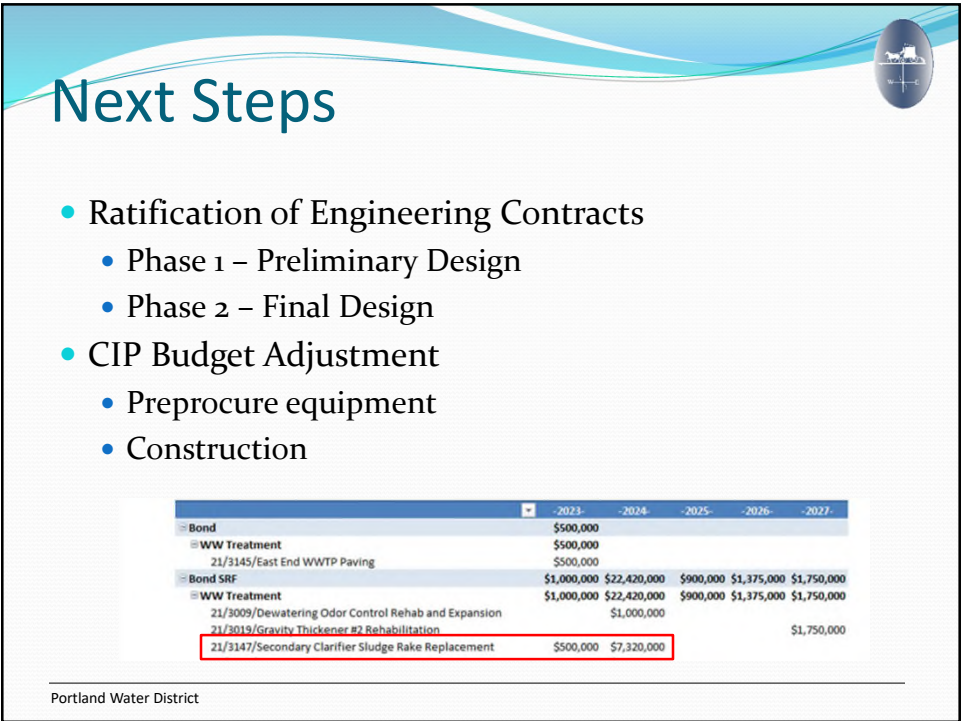 Next Steps
• Ratification of Engineering Contracts
• Phase 1 – Preliminary Design
• Phase 2 – Final Design
• CIP Budget Adjustment
• Preprocure equipment
• Construction
-2023- -2024- -2025- -2026- -2027-
Bond $500,000
WW Treatment $500,000
21/3145/East End WWTP Paving $500,000
Bond SRF $1,000,000 $22,420,000 $900,000 $1,375,000 $1,750,000
WW Treatment $1,000,000 $22,420,000 $900,000 $1,375,000 $1,750,000
21/3009/Dewatering Odor Control Rehab and Expansion $1,000,000
21/3019/Gravity Thickener #2 Rehabilitation $1,750,000
21/3147/Secondary Clarifier Sludge Rake Replacement $500,000 $7,320,000
Portland Water District